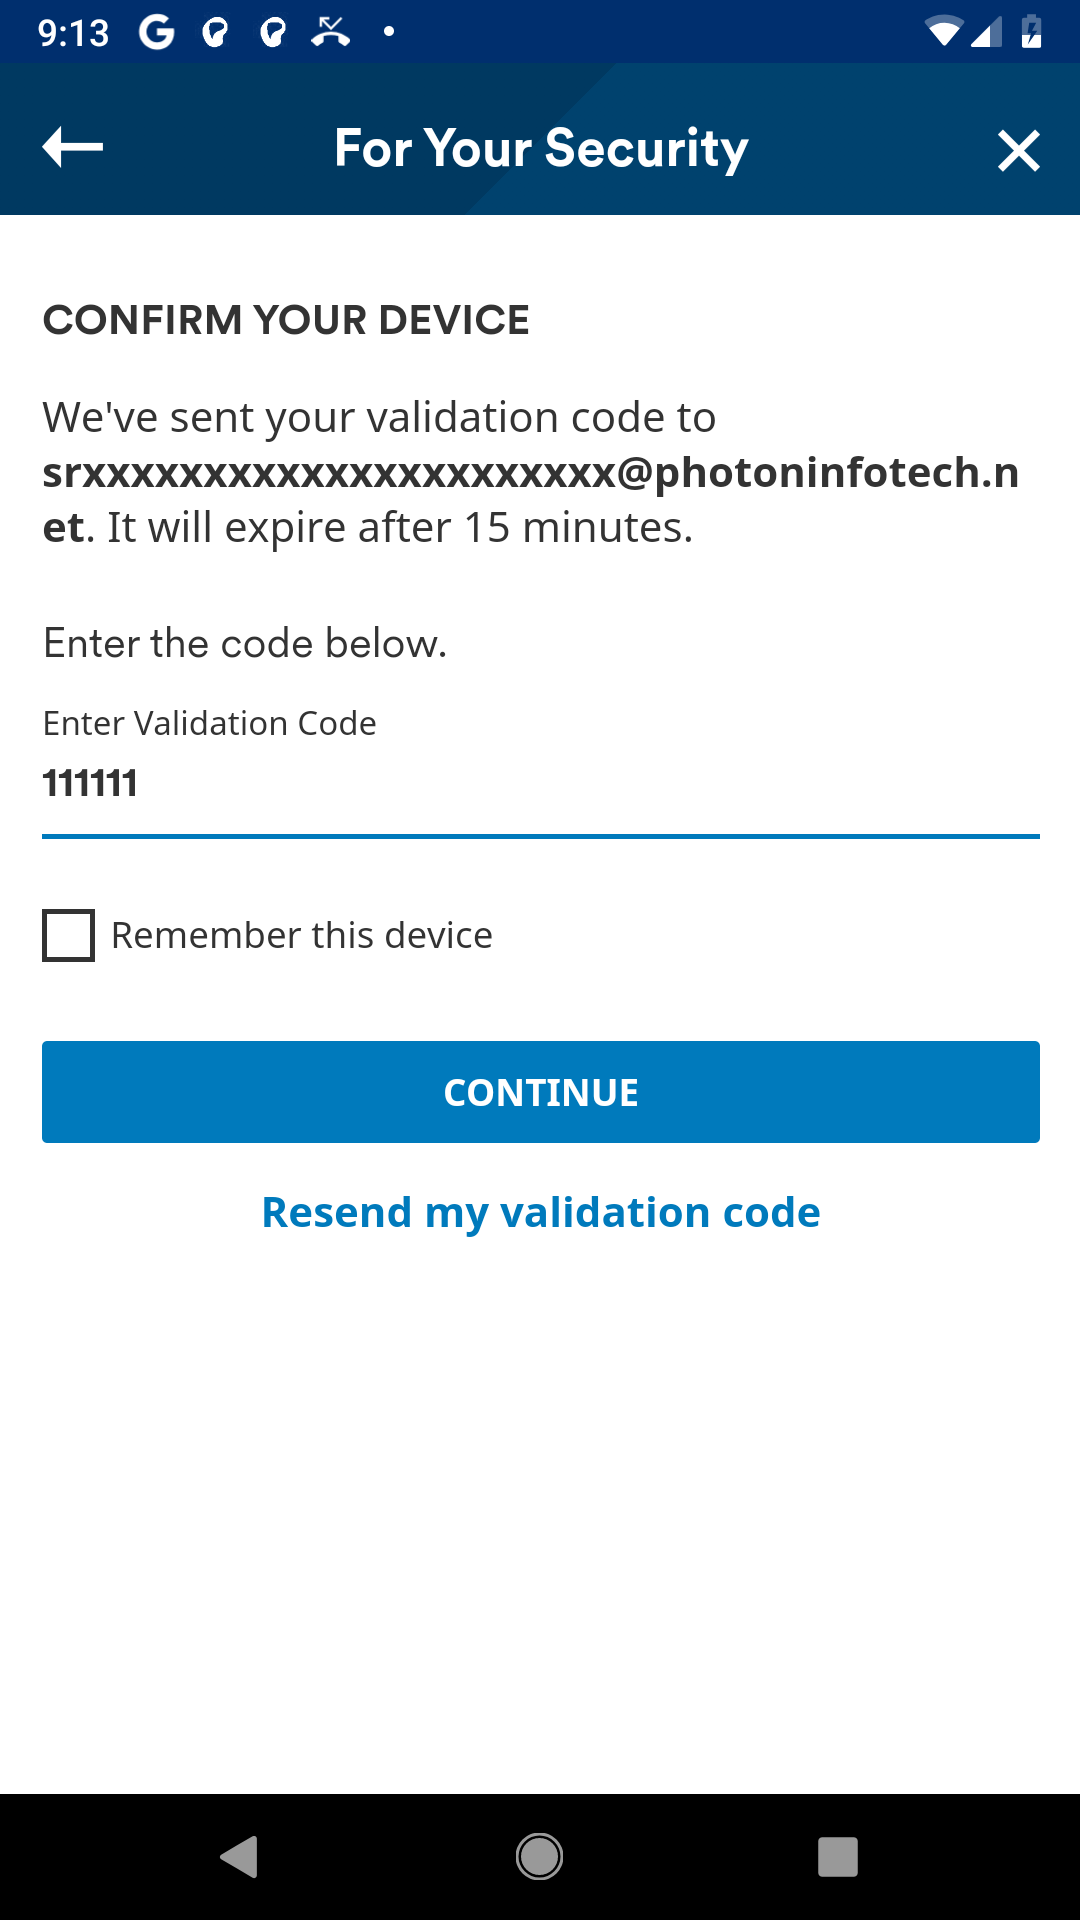 9:13
For Your Security
CONFIRM YOUR DEVICE
We've sent your validation code to
srxxxxxxxxxxxxxxxxxxxxxx@photoninfotech.n
et. It will expire after 15 minutes.
Enter the code below.
Enter Validation Code
111111
Remember this device
CONTINUE
Resend my validation code